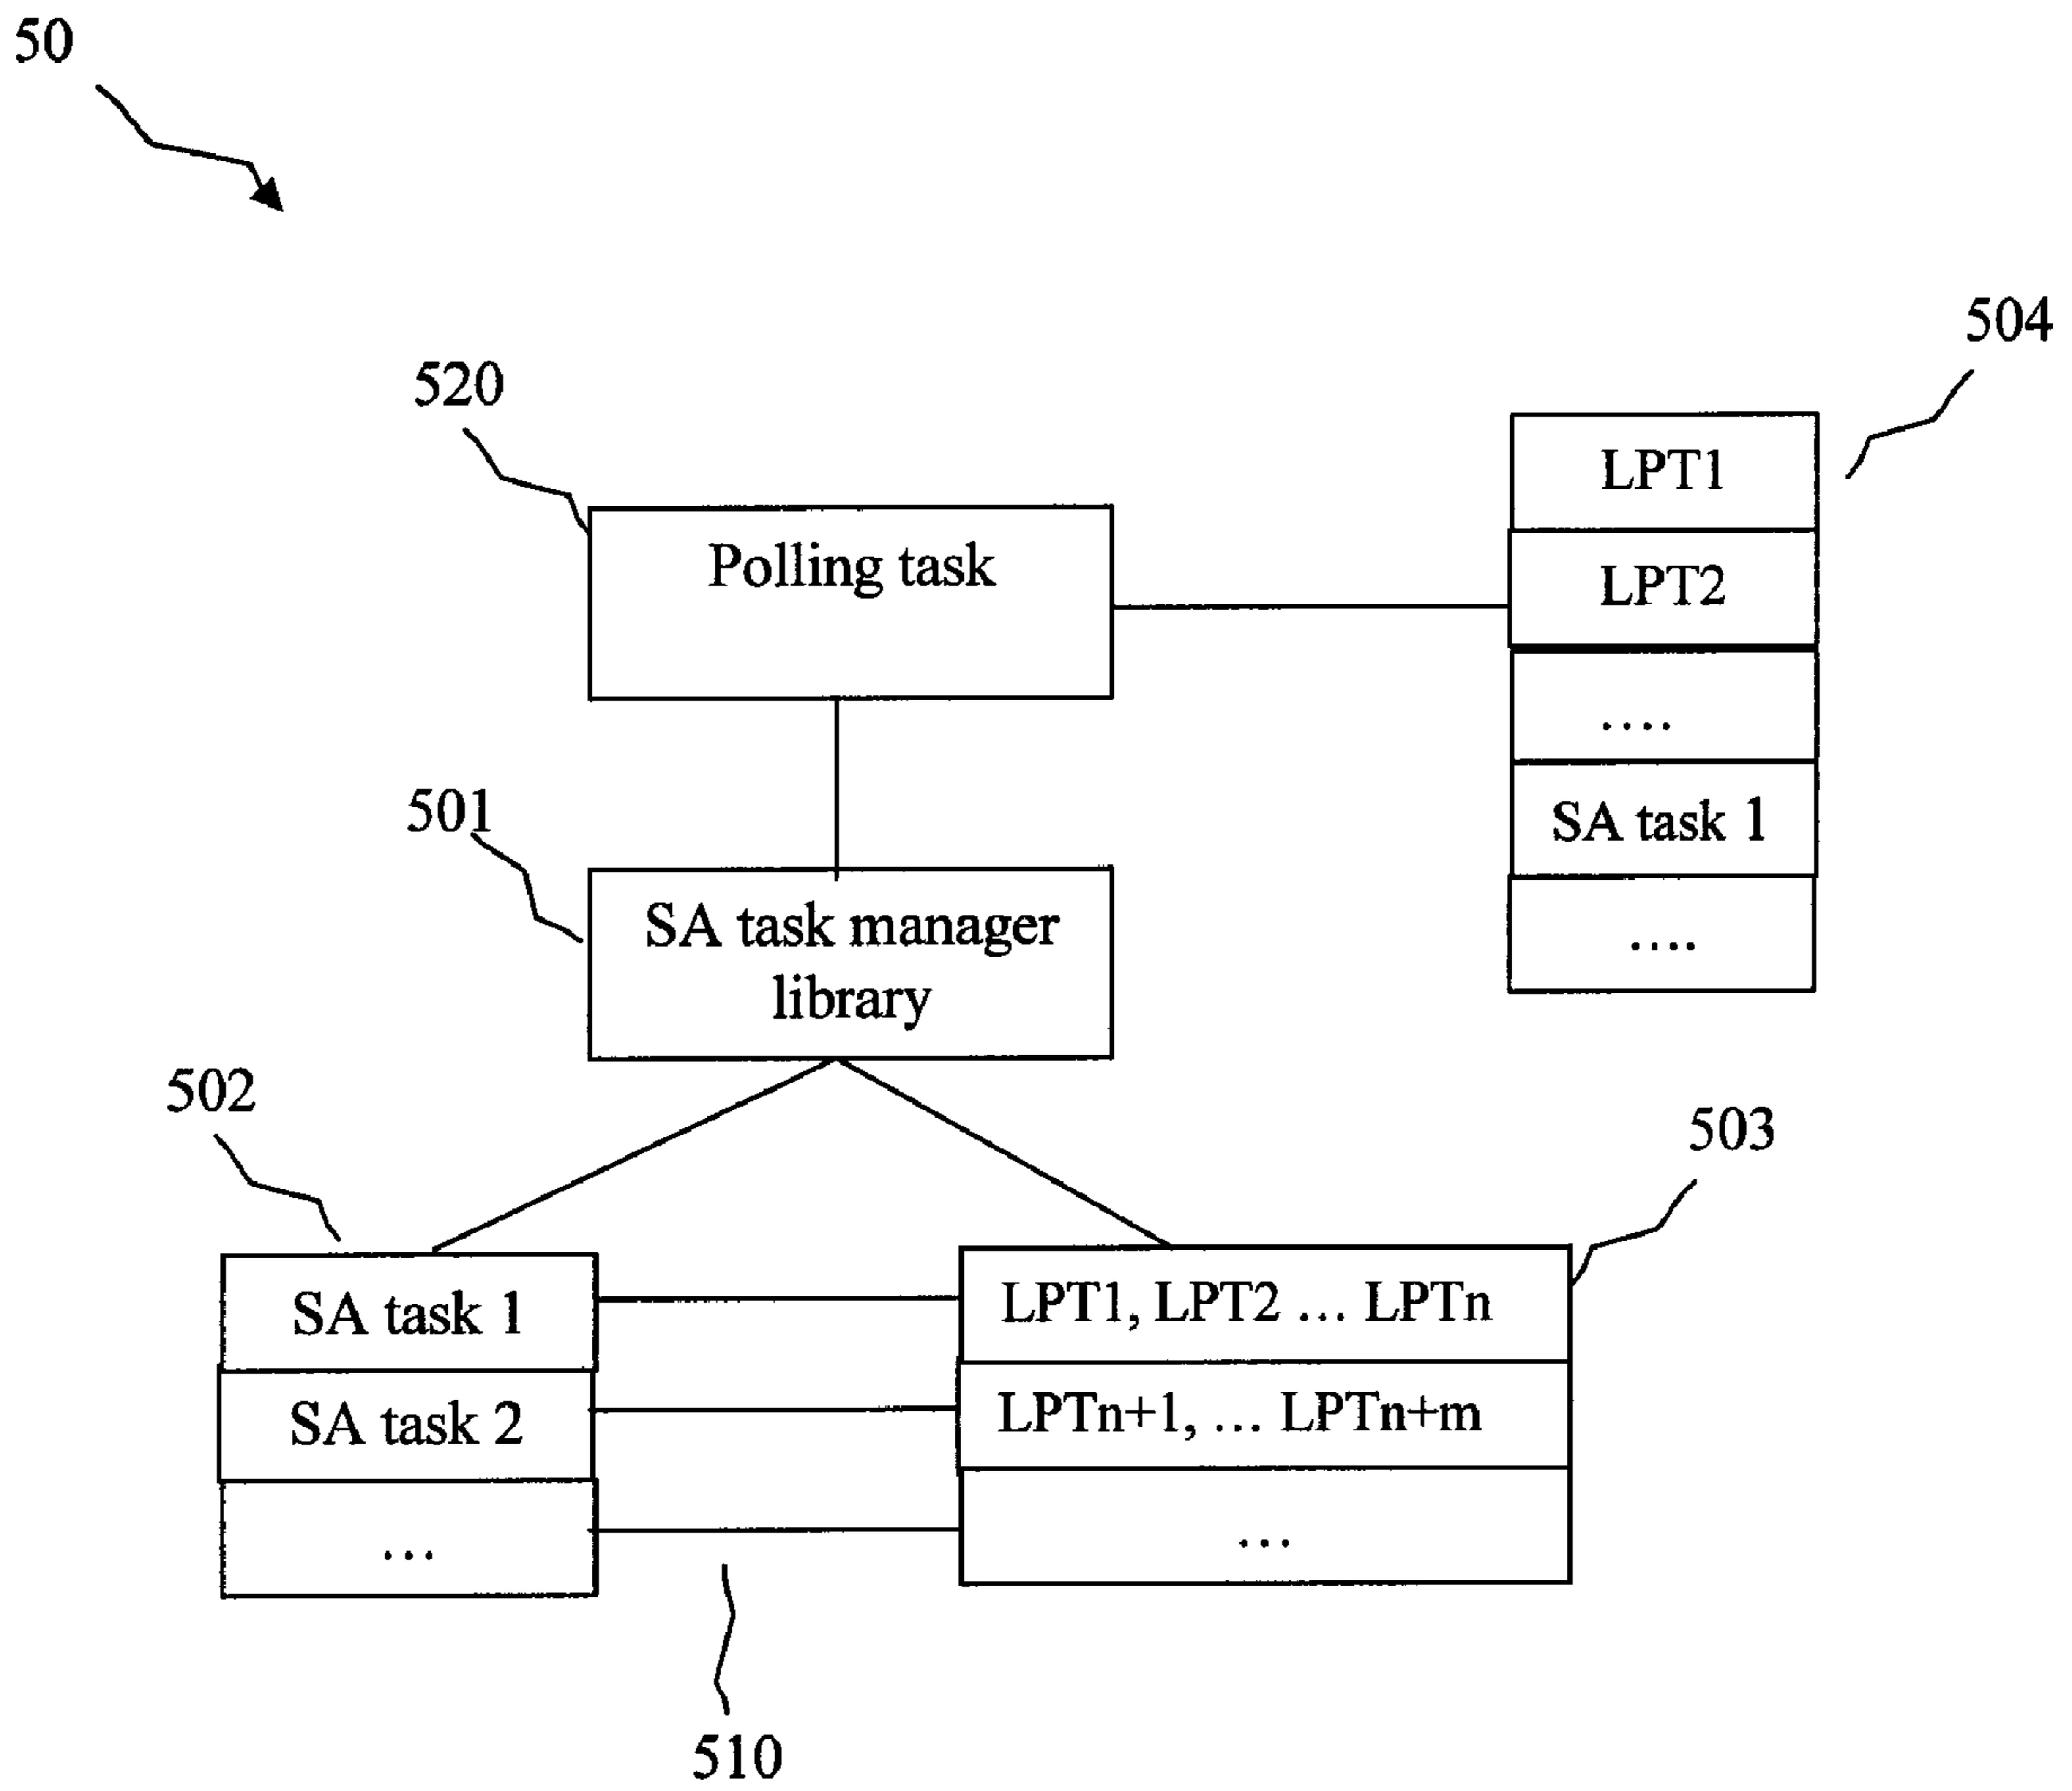 50
504
520
LPT1
Polling task
LPT2
....
501
SA task 1
SA task manager
library
....
502
503
SA task 1
LPT1, LPT2 ... LPTn
SA task 2
LPTn+1, ... LPTn+m
...
...
510